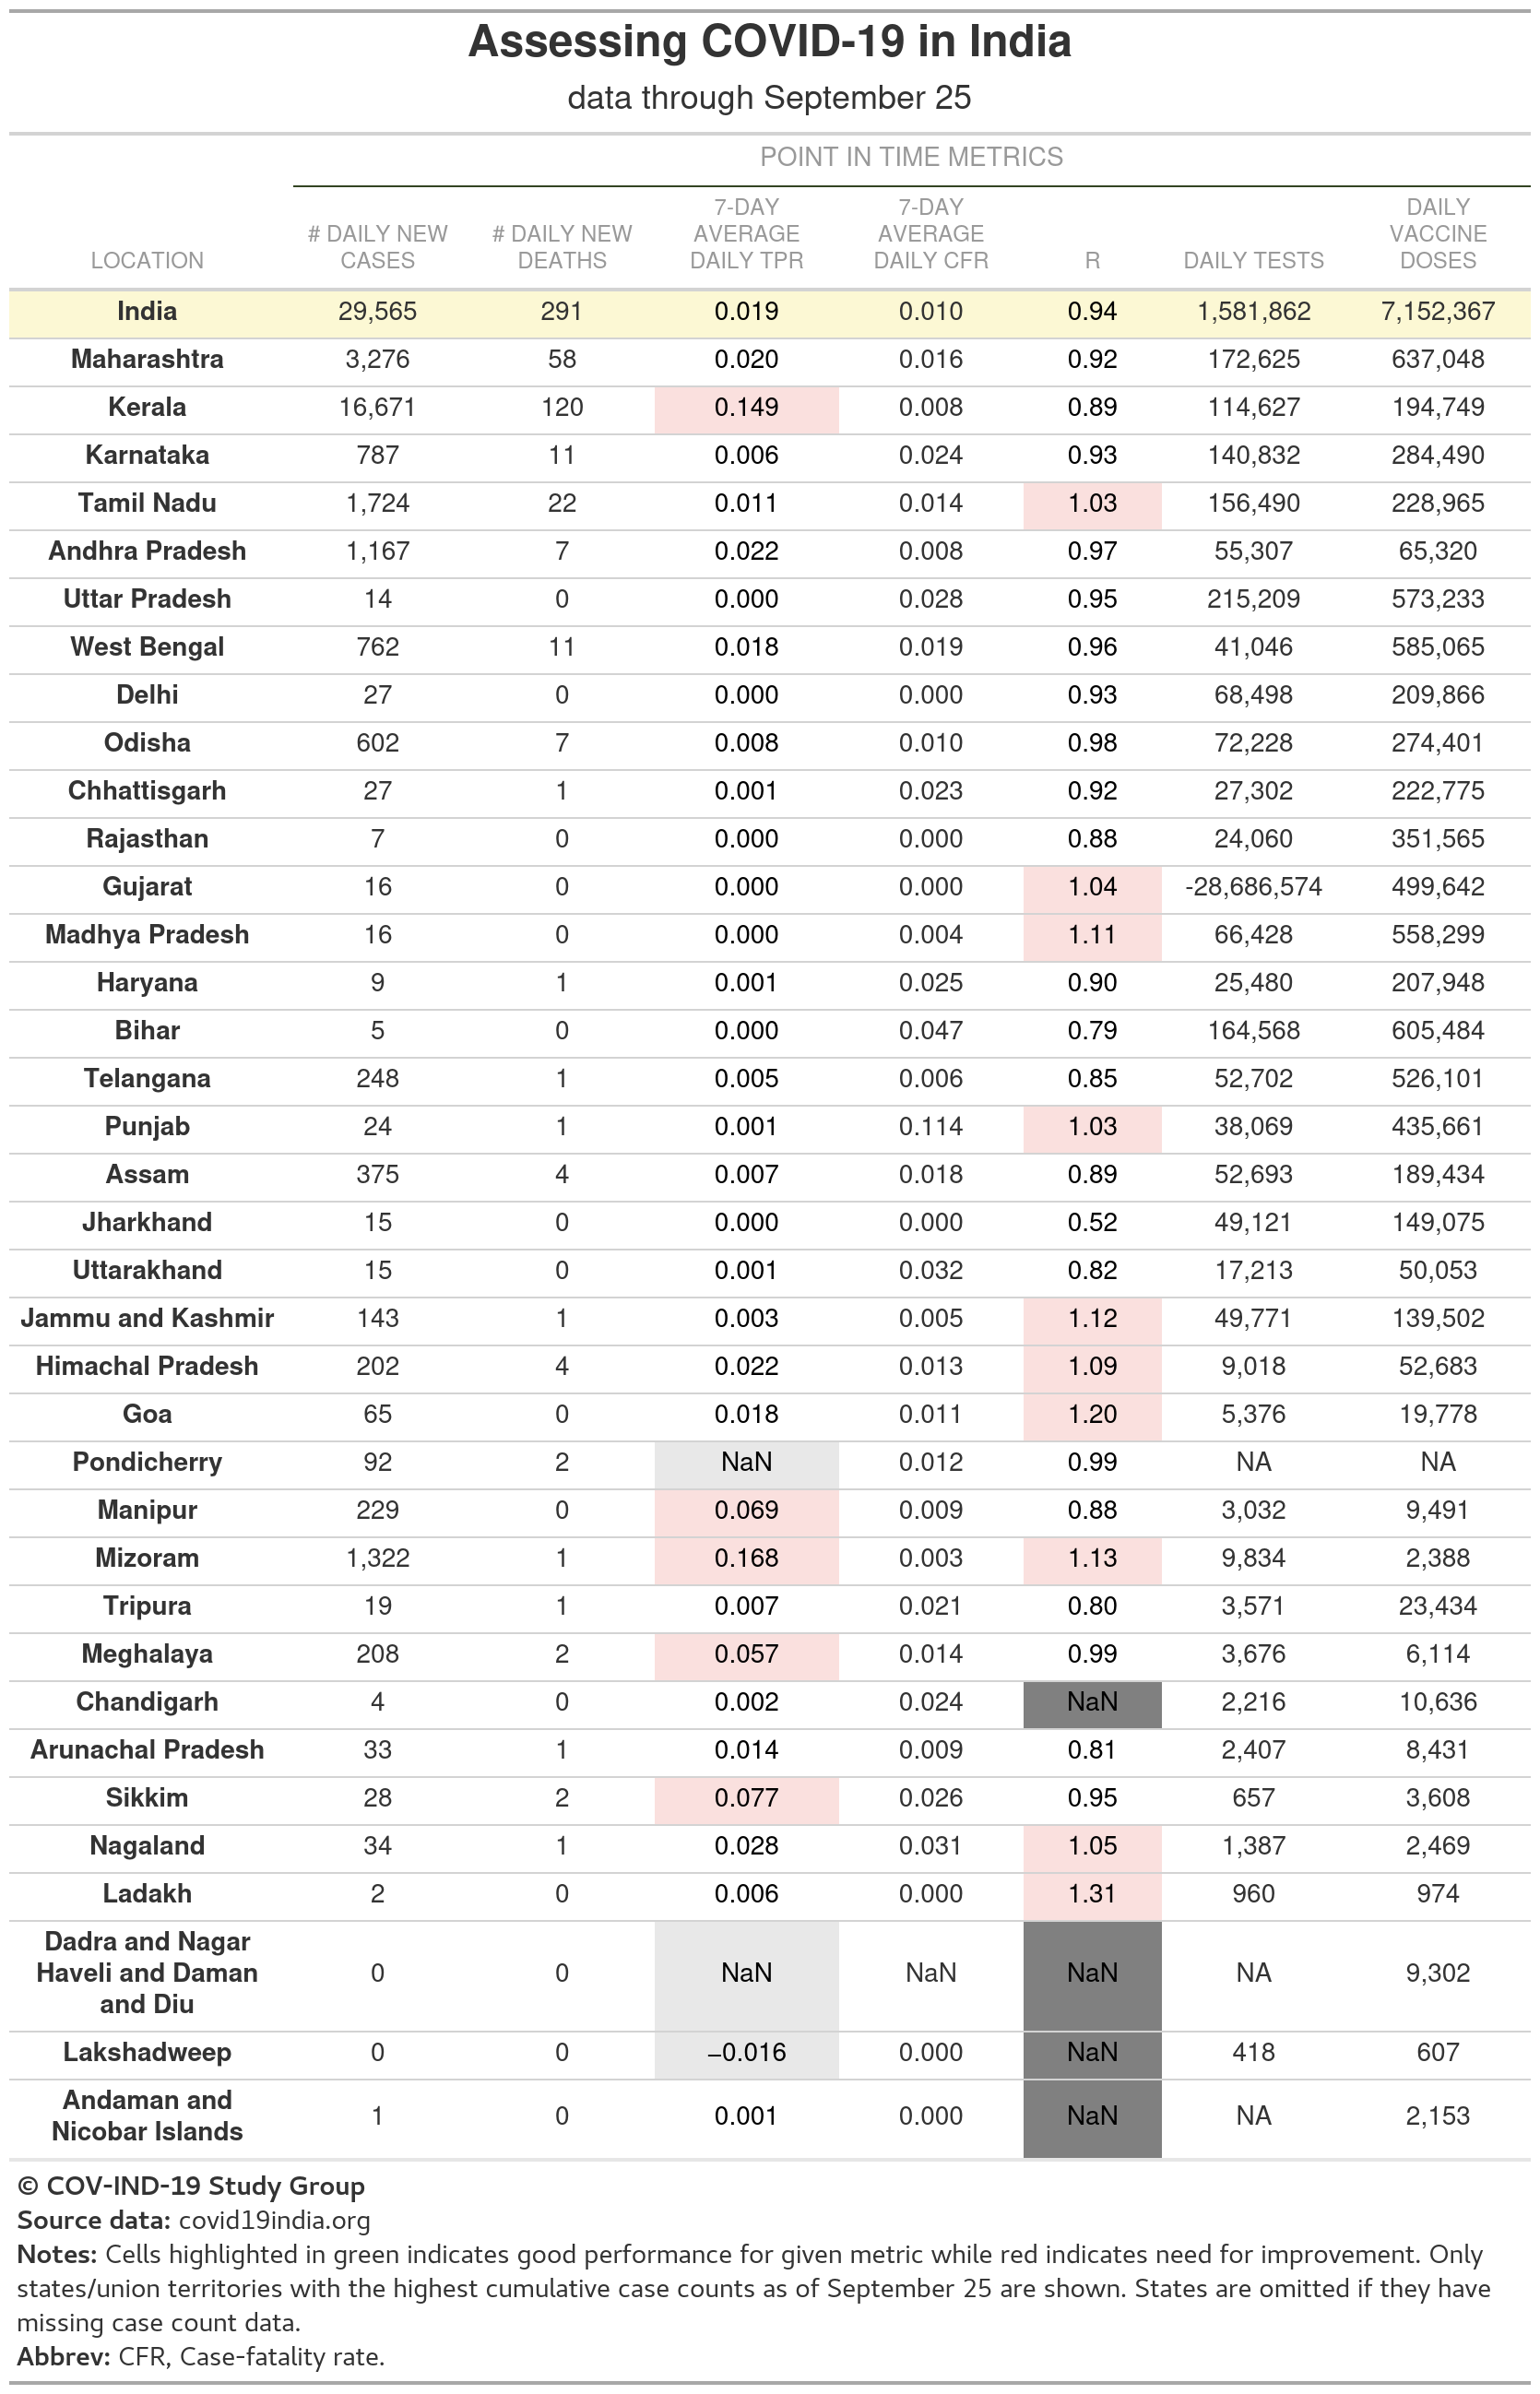 Assessing COVID-19 in India
data through September 25
POINT IN TIME METRICS
LOCATION # DAILY NEW CASES # DAILY NEW DEATHS 7-DAY AVERAGE DAILY TPR 7-DAY AVERAGE DAILY CFR R DAILY TESTS DAILY VACCINE DOSES
India 29,565 291 0.019 0.010 0.94 1,581,862 7,152,367
Maharashtra 3,276 58 0.020 0.016 0.92 172,625 637,048
Kerala 16,671 120 0.149 0.008 0.89 114,627 194,749
Karnataka 787 11 0.006 0.024 0.93 140,832 284,490
Tamil Nadu 1,724 22 0.011 0.014 1.03 156,490 228,965
Andhra Pradesh 1,167 7 0.022 0.008 0.97 55,307 65,320
Uttar Pradesh 14 0 0.000 0.028 0.95 215,209 573,233
West Bengal 762 11 0.018 0.019 0.96 41,046 585,065
Delhi 27 0 0.000 0.000 0.93 68,498 209,866
Odisha 602 7 0.008 0.010 0.98 72,228 274,401
Chhattisgarh 27 1 0.001 0.023 0.92 27,302 222,775
Rajasthan 7 0 0.000 0.000 0.88 24,060 351,565
Gujarat 16 0 0.000 0.000 1.04 -28,686,574 499,642
Madhya Pradesh 16 0 0.000 0.004 1.11 66,428 558,299
Haryana 9 1 0.001 0.025 0.90 25,480 207,948
Bihar 5 0 0.000 0.047 0.79 164,568 605,484
Telangana 248 1 0.005 0.006 0.85 52,702 526,101
Punjab 24 1 0.001 0.114 1.03 38,069 435,661
Assam 375 4 0.007 0.018 0.89 52,693 189,434
Jharkhand 15 0 0.000 0.000 0.52 49,121 149,075
Uttarakhand 15 0 0.001 0.032 0.82 17,213 50,053
Jammu and Kashmir 143 1 0.003 0.005 1.12 49,771 139,502
Himachal Pradesh 202 4 0.022 0.013 1.09 9,018 52,683
Goa 65 0 0.018 0.011 1.20 5,376 19,778
Pondicherry 92 2 NaN 0.012 0.99 NA NA
Manipur 229 0 0.069 0.009 0.88 3,032 9,491
Mizoram 1,322 1 0.168 0.003 1.13 9,834 2,388
Tripura 19 1 0.007 0.021 0.80 3,571 23,434
Meghalaya 208 2 0.057 0.014 0.99 3,676 6,114
Chandigarh 4 0 0.002 0.024 NaN 2,216 10,636
Arunachal Pradesh 33 1 0.014 0.009 0.81 2,407 8,431
Sikkim 28 2 0.077 0.026 0.95 657 3,608
Nagaland 34 1 0.028 0.031 1.05 1,387 2,469
Ladakh 2 0 0.006 0.000 1.31 960 974
Dadra and Nagar Haveli and Daman and Diu 0 0 NaN NaN NaN NA 9,302
Lakshadweep 0 0 −0.016 0.000 NaN 418 607
Andaman and Nicobar Islands 1 0 0.001 0.000 NaN NA 2,153
© COV-IND-19 Study Group
Source data: covid19india.org
Notes: Cells highlighted in green indicates good performance for given metric while red indicates need for improvement. Only
states/union territories with the highest cumulative case counts as of September 25 are shown. States are omitted if they have
missing case count data.
Abbrev: CFR, Case-fatality rate.